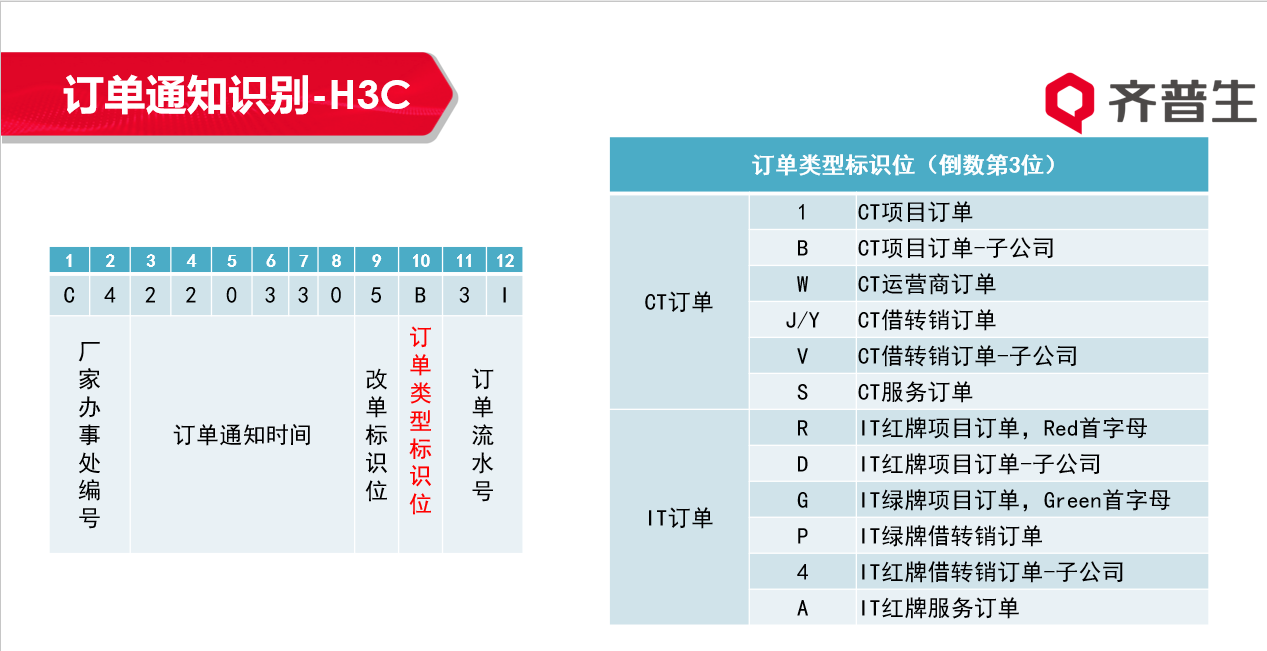 订单通知识别-H3C
齐普生
订单类型标识位（倒数第3位）
1 2 3 4 5 6 7 8 9 10 11 12
C 4 2 2 0 3 3 0 5 B 3 I
厂家办事处编号
订单通知时间
改单标识位
订单类型标识位
订单流水号
CT订单
1 CT项目订单
B CT项目订单-子公司
W CT运营商订单
J/Y CT借转销订单
V CT借转销订单-子公司
S CT服务订单
IT订单
R IT红牌项目订单，Red首字母
D IT红牌项目订单-子公司
G IT绿牌项目订单，Green首字母
P IT绿牌借转销订单
4 IT红牌借转销订单-子公司
A IT红牌服务订单